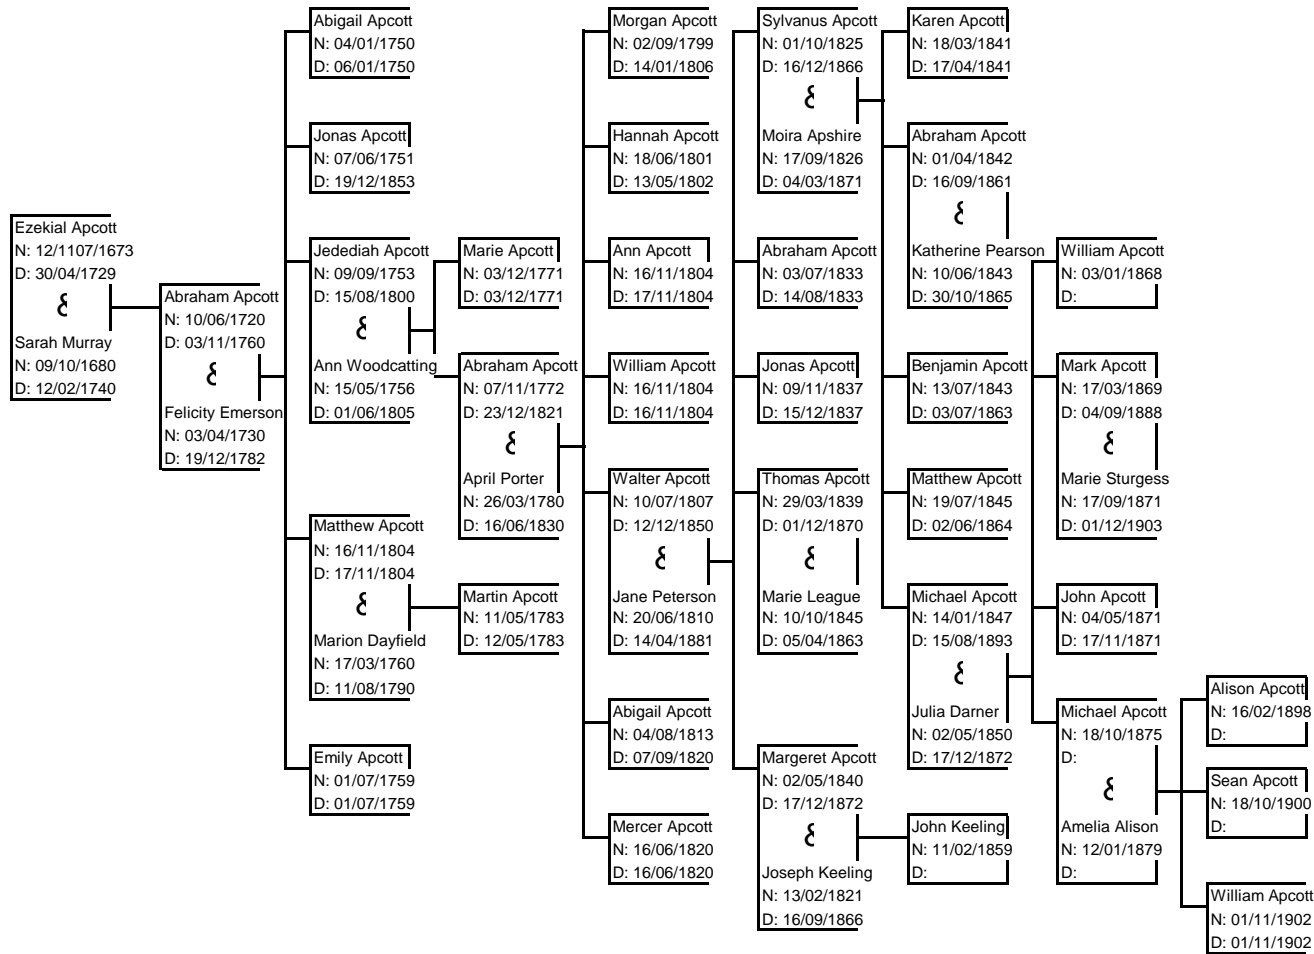 Ezekial Apcott
N: 12/1107/1673
D: 30/04/1729
&
Sarah Murray
N: 09/10/1680
D: 12/02/1740
Abraham Apcott
N: 10/06/1720
D: 03/11/1760
&
Felicity Emerson
N: 03/04/1730
D: 19/12/1782
Abigail Apcott
N: 04/01/1750
D: 06/01/1750
Jonas Apcott
N: 07/06/1751
D: 19/12/1853
Jedediah Apcott
N: 09/09/1753
D: 15/08/1800
&
Ann Woodcatting
N: 15/05/1756
D: 01/06/1805
Matthew Apcott
N: 16/11/1804
D: 17/11/1804
&
Marion Dayfield
N: 17/03/1760
D: 11/08/1790
Emily Apcott
N: 01/07/1759
D: 01/07/1759
Marie Apcott
N: 03/12/1771
D: 03/12/1771
Abraham Apcott
N: 07/11/1772
D: 23/12/1821
&
April Porter
N: 26/03/1780
D: 16/06/1830
Martin Apcott
N: 11/05/1783
D: 12/05/1783
Morgan Apcott
N: 02/09/1799
D: 14/01/1806
Hannah Apcott
N: 18/06/1801
D: 13/05/1802
Ann Apcott
N: 16/11/1804
D: 17/11/1804
William Apcott
N: 16/11/1804
D: 16/11/1804
Walter Apcott
N: 10/07/1807
D: 12/12/1850
&
Jane Peterson
N: 20/06/1810
D: 14/04/1881
Abigail Apcott
N: 04/08/1813
D: 07/09/1820
Mercer Apcott
N: 16/06/1820
D: 16/06/1820
Sylvanus Apcott
N: 01/10/1825
D: 16/12/1866
&
Moira Apshire
N: 17/09/1826
D: 04/03/1871
Abraham Apcott
N: 03/07/1833
D: 14/08/1833
Jonas Apcott
N: 09/11/1837
D: 15/12/1837
Thomas Apcott
N: 29/03/1839
D: 01/12/1870
&
Marie League
N: 10/10/1845
D: 05/04/1863
Margeret Apcott
N: 02/05/1840
D: 17/12/1872
&
Joseph Keeling
N: 13/02/1821
D: 16/09/1866
Karen Apcott
N: 18/03/1841
D: 17/04/1841
Abraham Apcott
N: 01/04/1842
D: 16/09/1861
&
Katherine Pearson
N: 10/06/1843
D: 30/10/1865
Benjamin Apcott
N: 13/07/1843
D: 03/07/1863
Matthew Apcott
N: 19/07/1845
D: 02/06/1864
Michael Apcott
N: 14/01/1847
D: 15/08/1893
&
Julia Darner
N: 02/05/1850
D: 17/12/1872
John Keeling
N: 11/02/1859
D:
William Apcott
N: 03/01/1868
D:
Mark Apcott
N: 17/03/1869
D: 04/09/1888
&
Marie Sturgess
N: 17/09/1871
D: 01/12/1903
John Apcott
N: 04/05/1871
D: 17/11/1871
Michael Apcott
N: 18/10/1875
D:
&
Amelia Alison
N: 12/01/1879
D:
Alison Apcott
N: 16/02/1898
D:
Sean Apcott
N: 18/10/1900
D:
William Apcott
N: 01/11/1902
D: 01/11/1902